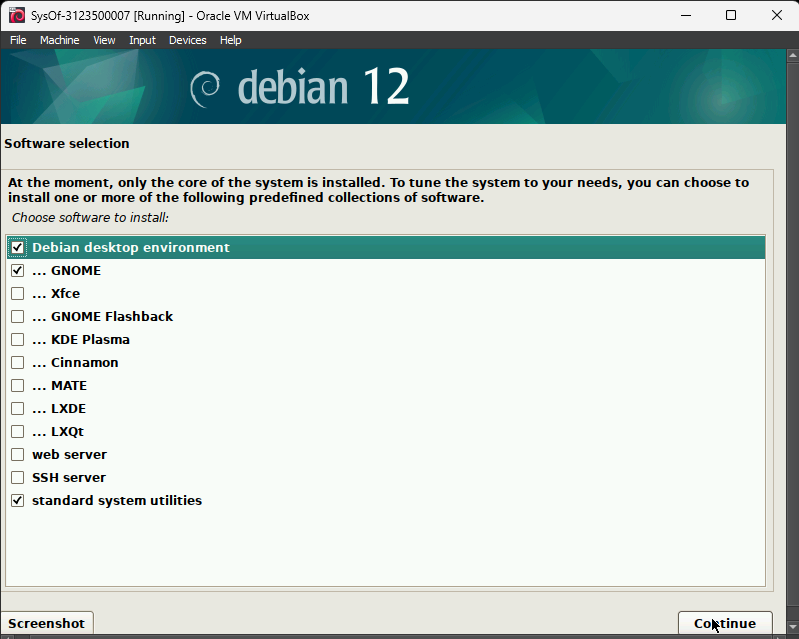 SysOf-3123500007 [Running] - Oracle VM VirtualBox
File Machine View Input Devices Help
debian 12
Software selection
At the moment, only the core of the system is installed. To tune the system to your needs, you can choose to
install one or more of the following predefined collections of software.
Choose software to install:
Debian desktop environment
... GNOME
... Xfce
... GNOME Flashback
... KDE Plasma
... Cinnamon
... MATE
... LXDE
... LXQt
web server
SSH server
standard system utilities
Screenshot Continue